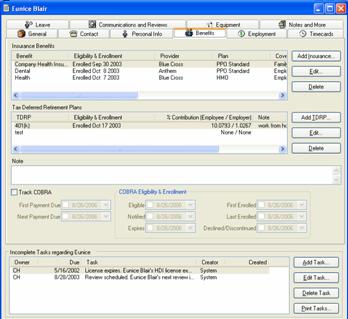 Eunice Blair
Leave
Communications and Reviews
Equipment
Notes and More
General
Contact
Personal Info
Benefits
Employment
Timecards
Insurance Benefits
Benefit Eligibility & Enrollment Provider Plan Cove
Company Health Insu... Enrolled Sep 30 2003 Blue Cross PPO Standard Famil
Dental Enrolled Oct 8 2003 Anthem PPO Standard Empl
Health Enrolled Oct 7 2003 Blue Cross HMO Empl
Add Insurance...
Edit...
Delete
Tax Deferred Retirement Plans
TDRP Eligibility & Enrollment % Contribution (Employee / Employer) Note
401(k) Enrolled Oct 17 2003 10.0793 / 1.0267 work from ho
test None / None
Add TDRP...
Edit...
Delete
Note
Track COBRA
First Payment Due 8/26/2006
Next Payment Due 8/26/2006
COBRA Eligibility & Enrollment
Eligible 8/26/2006 First Enrolled 8/26/2006
Notified 8/26/2006 Last Enrolled 8/26/2006
Expires 8/26/2006 Declined/Discontinued 8/26/2006
Incomplete Tasks regarding Eunice
Due Task Creator Created
CH 5/16/2002 License expires. Eunice Blair's HDI license ex... System
CH 8/20/2003 Review scheduled. Eunice Blair's next review i... System
Add Task...
Edit Task...
Delete Task
Print Tasks...